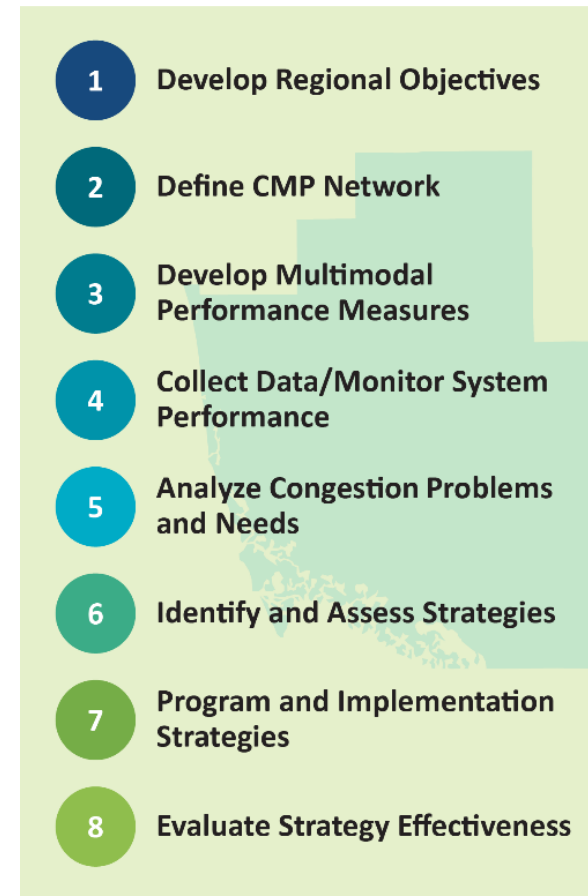 1 Develop Regional Objectives
2 Define CMP Network
3 Develop Multimodal
Performance Measures
4 Collect Data/Monitor System
Performance
5 Analyze Congestion Problems
and Needs
6 Identify and Assess Strategies
7 Program and Implementation
Strategies
8 Evaluate Strategy Effectiveness